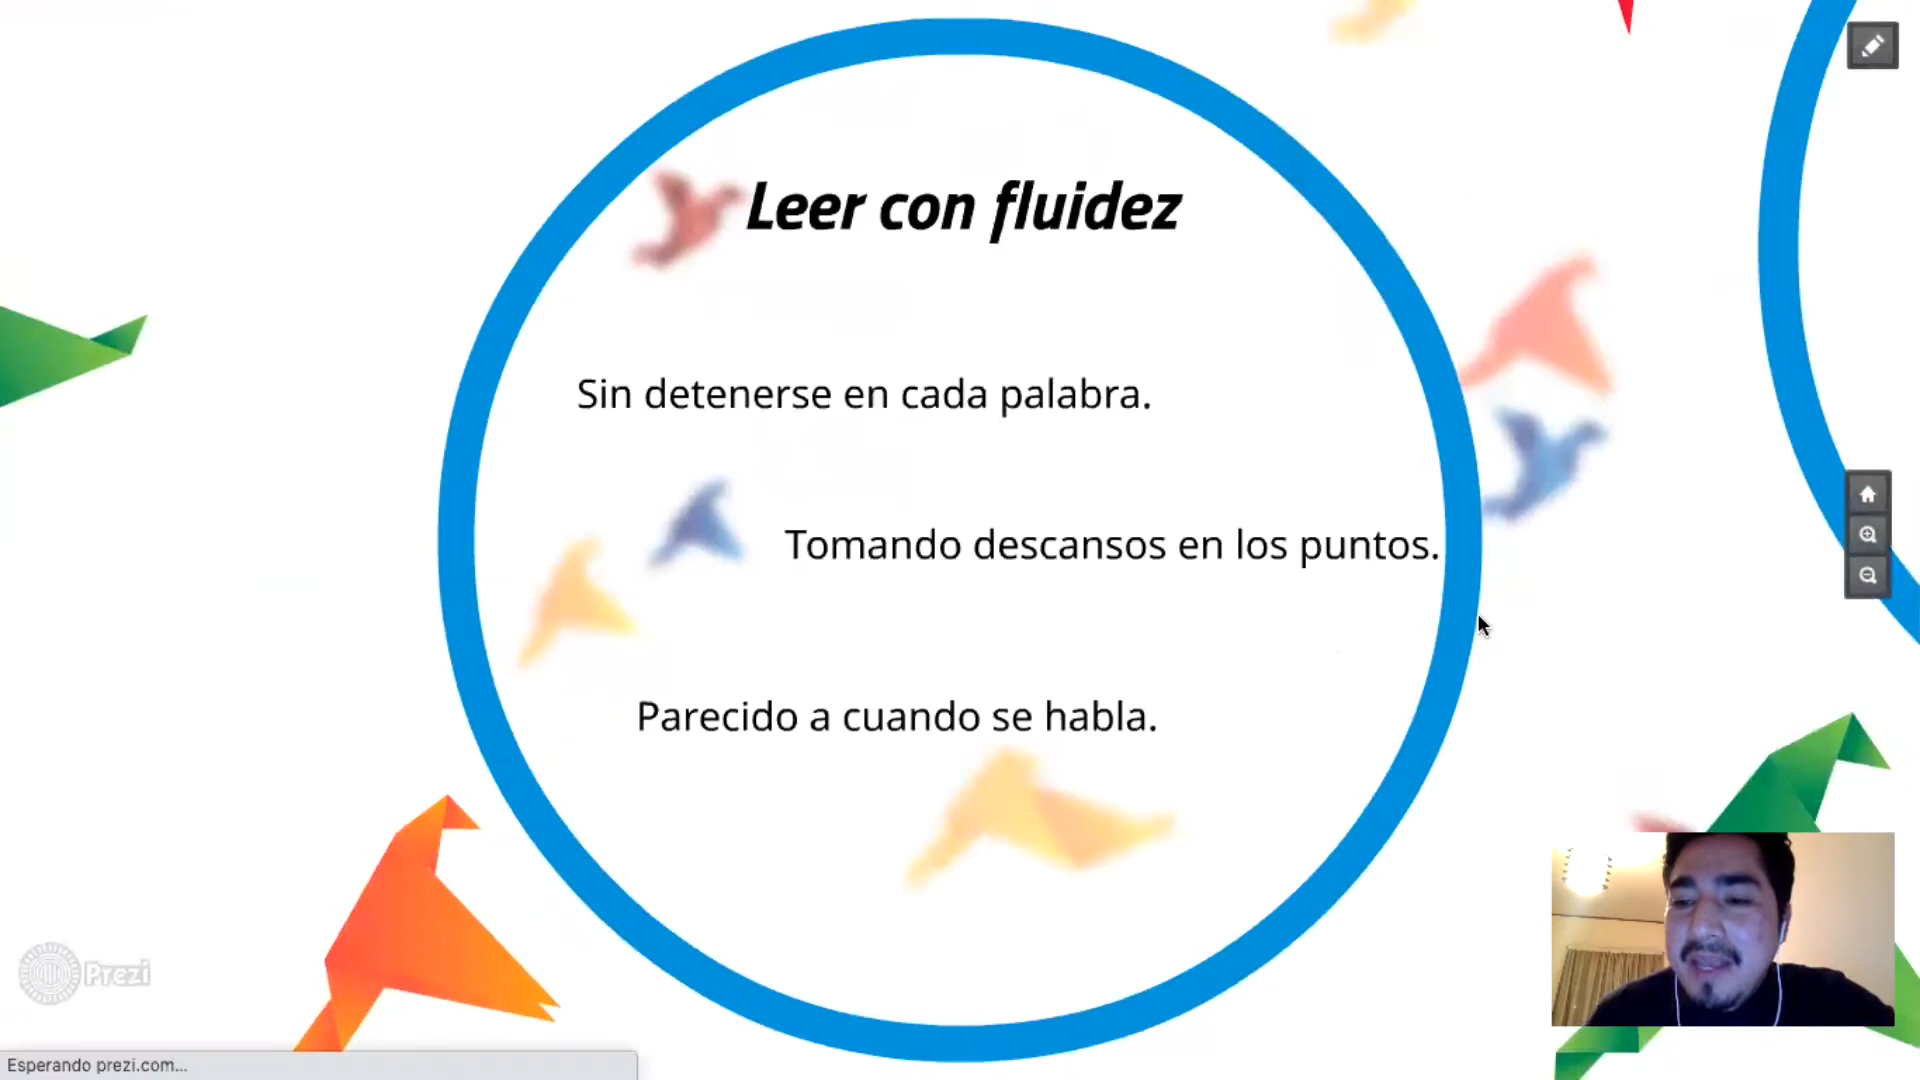 Leer con fluidez
Sin detenerse en cada palabra.
Tomando descansos en los puntos.
Parecido a cuando se habla.
Prezi
Esperando prezi.com...